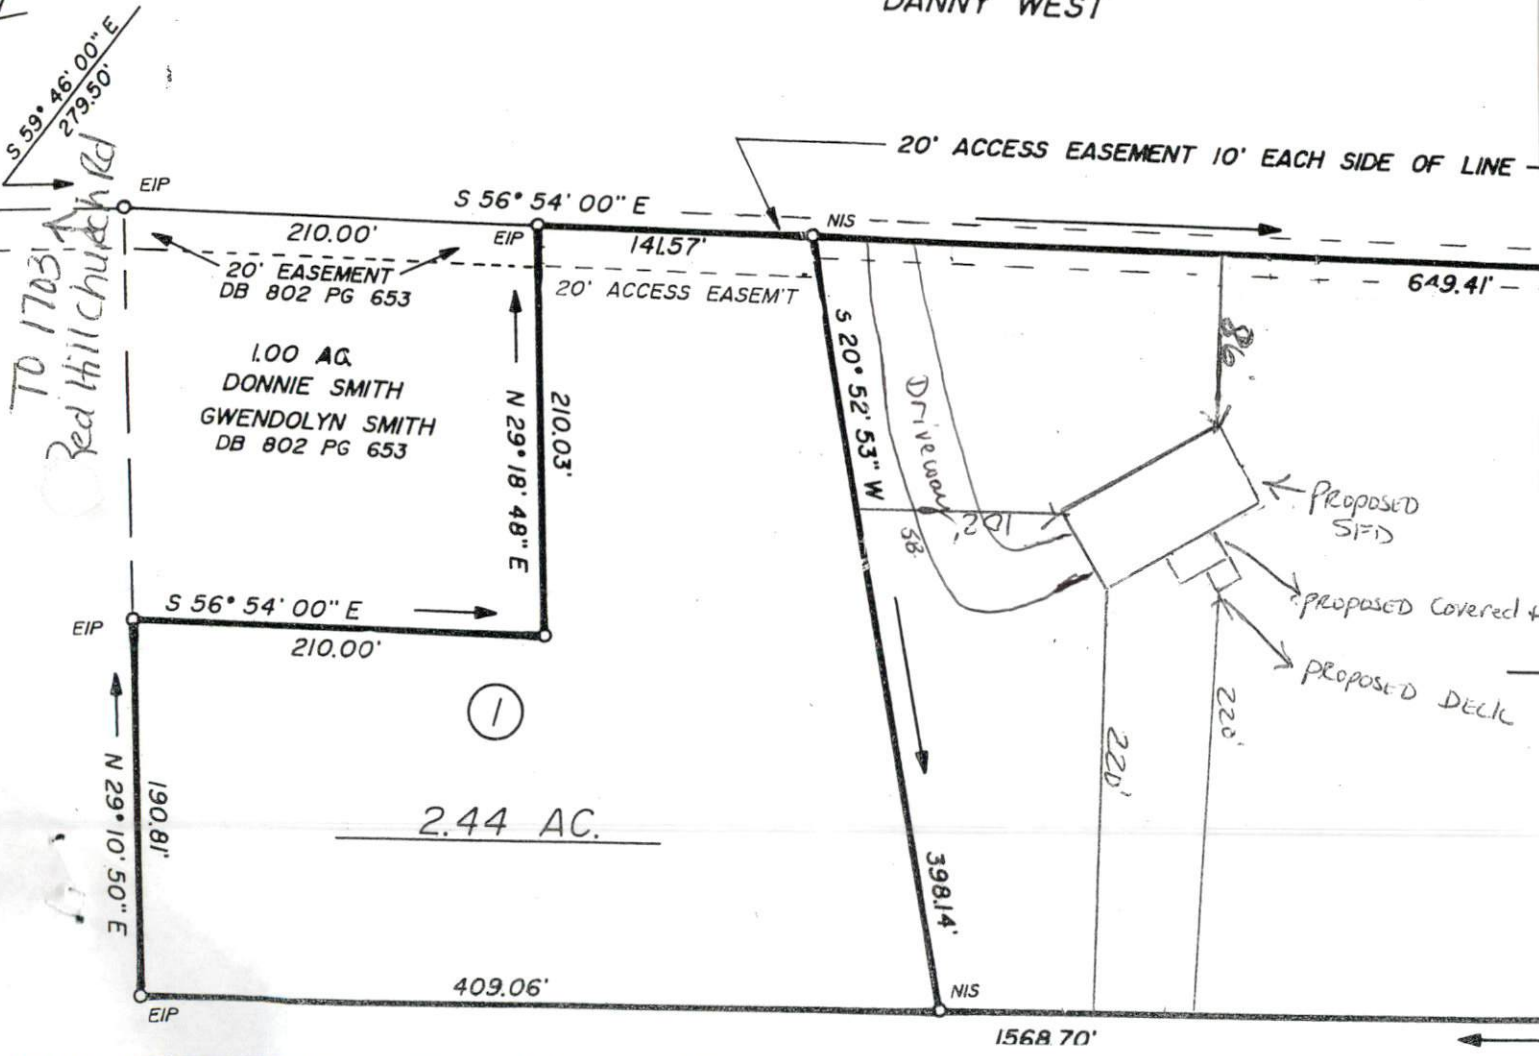 DANNY WEST
S 59° 46' 00" E
279.50'
20' ACCESS EASEMENT 10' EACH SIDE OF LINE
EIP
S 56° 54' 00" E
NIS
210.00'
EIP
141.57'
649.41'
20' EASEMENT
DB 802 PG 653
20' ACCESS EASEM'T
TO 1703
Red Hill Church Rd
1.00 AC.
DONNIE SMITH
GWENDOLYN SMITH
DB 802 PG 653
N 29° 18' 48" E
210.03'
S 20° 52' 53" W
Driveway
86'
102'
PROPOSED
SFD
PROPOSED Covered
PROPOSED DECK
S 56° 54' 00" E
EIP
210.00'
1
220'
220'
N 29° 10' 50" E
190.81'
2.44 AC.
398.14'
409.06'
NIS
EIP
1568.70'